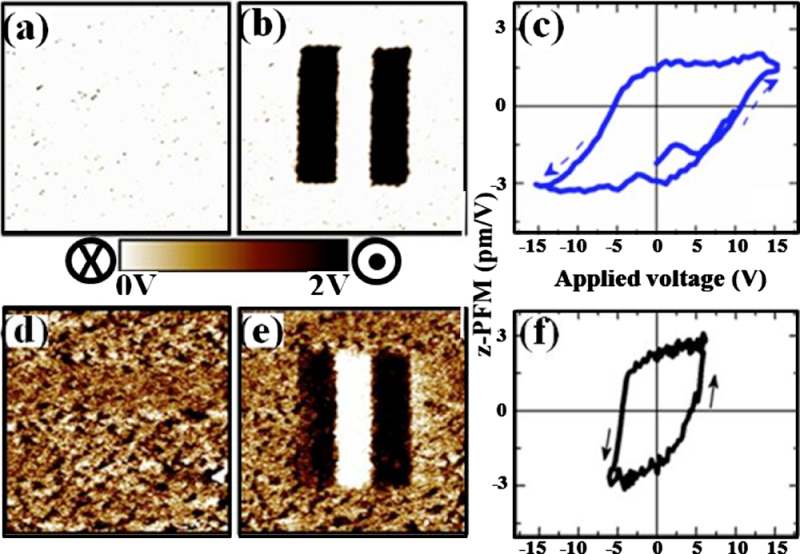 (a)
(b)
(c)
3
0
-3
-15 -10 -5 0 5 10 15
Applied voltage (V)
z-PFM (pm/V)
0V 2V
(d)
(e)
(f)
3
0
-3
-15 -10 -5 0 5 10 15